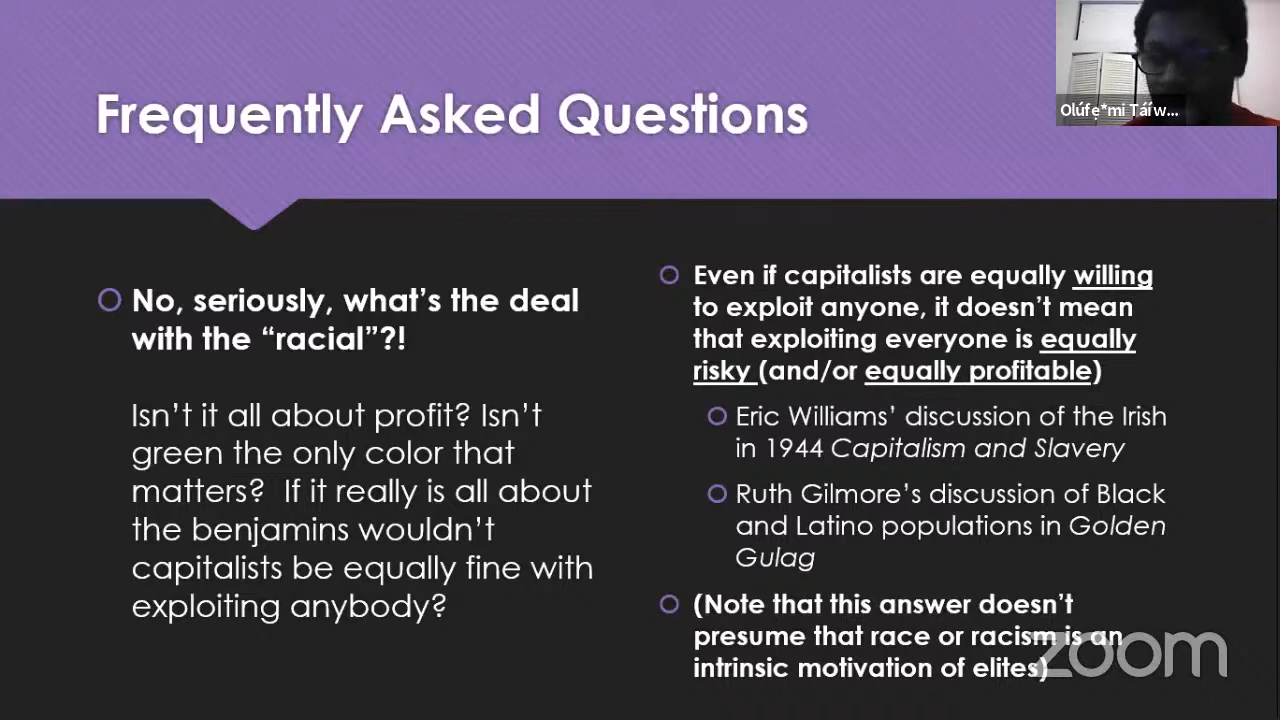 Frequently Asked Questions
Olúfẹ*mi Táíw...
No, seriously, what's the deal
with the “racial”?!
Isn't it all about profit? Isn't
green the only color that
matters?  If it really is all about
the benjamins wouldn't
capitalists be equally fine with
exploiting anybody?
Even if capitalists are equally willing
to exploit anyone, it doesn't mean
that exploiting everyone is equally
risky (and/or equally profitable)
Eric Williams' discussion of the Irish
in 1944 Capitalism and Slavery
Ruth Gilmore's discussion of Black
and Latino populations in Golden
Gulag
(Note that this answer doesn't
presume that race or racism is an
intrinsic motivation of elites)
zoom